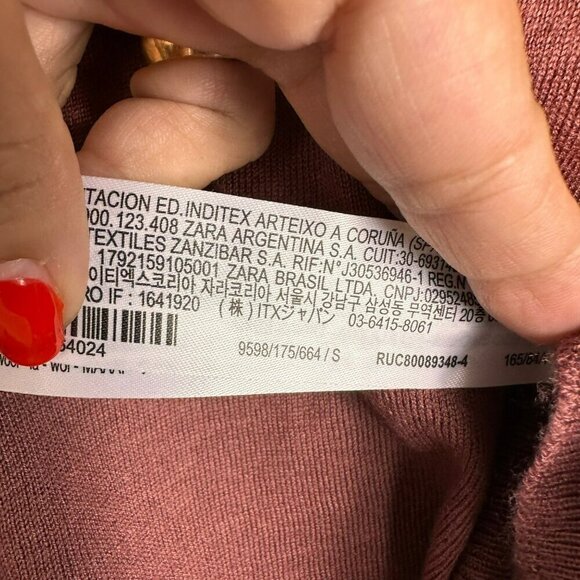 TACION ED.INDITEX ARTEIXO A CORUÑA
000.123.408 ZARA ARGENTINA S.A. CUIT:30-6931
TEXTILES ZANZIBAR S.A. RIF:N°J30536946-1 REG.N
1792159105001 ZARA BRASIL LTDA. CNPJ:0295248
이티엑스코리아 자라코리아 서울시 강남구 삼성동 무역센터 20층
RO IF : 1641920 (株) ITXジャパン 03-6415-8061
64024 9598/175/664 / S RUC80089348-4 165/84